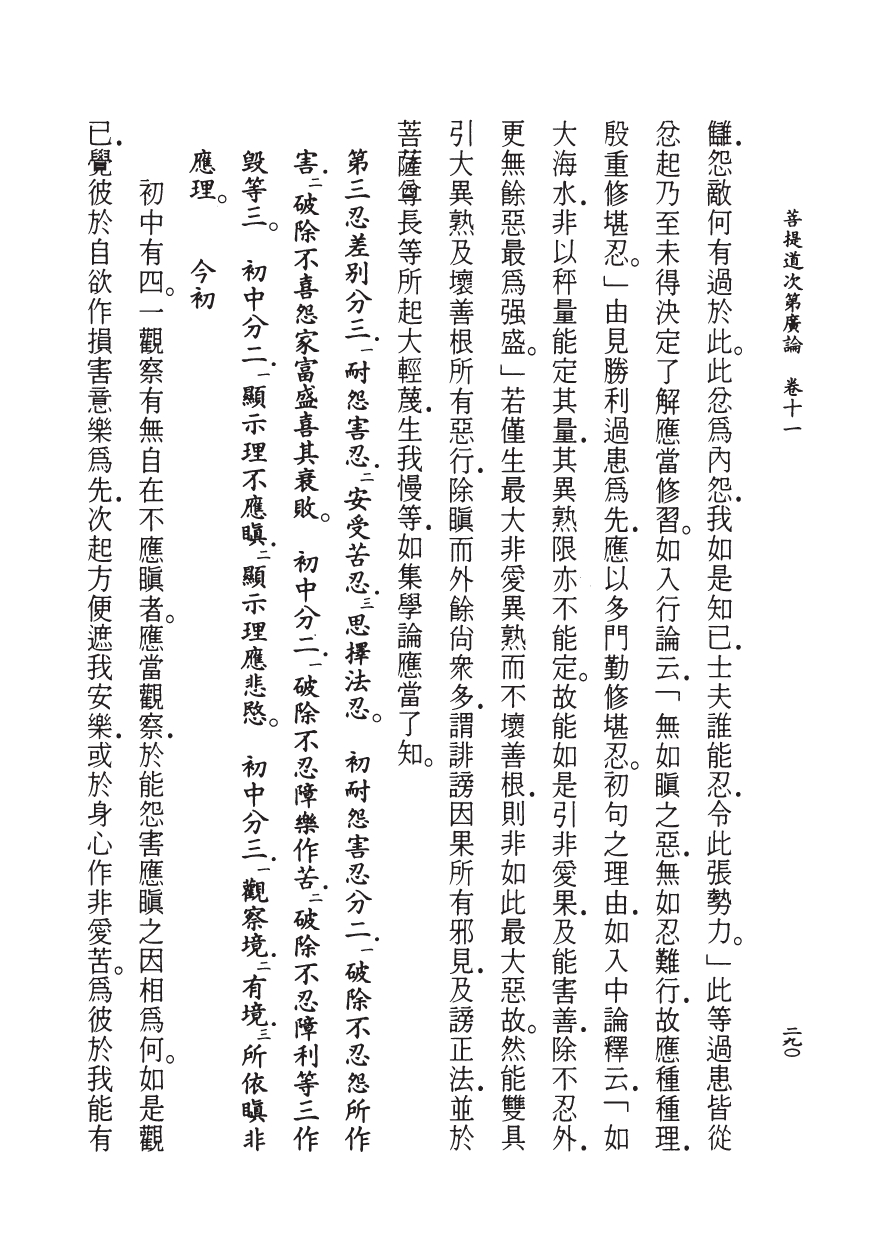 菩提道次第廣論　卷十一　二九〇
讎．怨敵何有過於此。此忿為內怨．我如是知已．士夫誰能忍．令此張勢力。」此等過患皆從
忿起乃至未得決定了解應當修習。如入行論云．「無如瞋之惡．無如忍難行．故應種種理．
殷重修堪忍。」由見勝利過患為先．應以多門勤修堪忍。初句之理由．如入中論釋云．「如
大海水．非以秤量能定其量．其異熟限亦不能定。故能如是引非愛果．及能害善．除不忍外．
更無餘惡最為强盛。」若僅生最大非愛異熟而不壞善根．則非如此最大惡故。然能雙具
引大異熟及壞善根所有惡行．除瞋而外餘尙衆多．謂誹謗因果所有邪見．及謗正法．並於
菩薩尊長等所起大輕蔑．生我慢等．如集學論應當了知。
第三忍差別分三．一耐怨害忍．二安受苦忍．三思擇法忍。　初耐怨害忍分二．一破除不忍怨所作
害．二破除不喜怨家富盛喜其衰敗。　初中分二．一破除不忍障樂作苦．二破除不忍障利等三作
毀等三。　初中分二．一顯示理不應瞋．二顯示理應悲愍。　初中分三．一觀察境．二有境．三所依瞋非
應理。　今初
初中有四。一觀察有無自在不應瞋者。應當觀察．於能怨害應瞋之因相為何。如是觀
已．覺彼於自欲作損害意樂為先．次起方便遮我安樂．或於身心作非愛苦。為彼於我能有